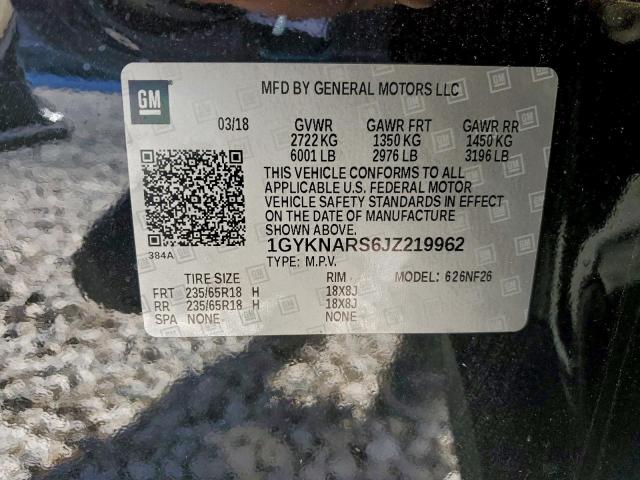 GM
MFD BY GENERAL MOTORS LLC
03/18 GVWR GAWR FRT GAWR RR
2722 KG 1350 KG 1450 KG
6001 LB 2976 LB 3196 LB
THIS VEHICLE CONFORMS TO ALL
APPLICABLE U.S. FEDERAL MOTOR
VEHICLE SAFETY STANDARDS IN EFFECT
ON THE DATE OF MANUFACTURE
SHOWN ABOVE.
384A
1GYKNARS6JZ219962
TYPE: M.P.V.
TIRE SIZE RIM MODEL: 626NF26
FRT 235/65R18 H 18X8J
RR 235/65R18 H 18X8J
SPA NONE NONE